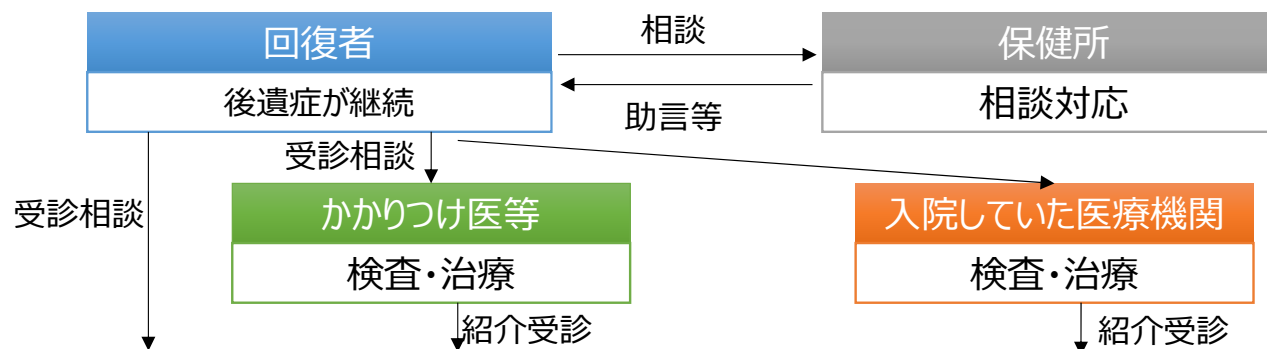 回復者
相談
保健所
後遺症が継続
相談対応
助言等
受診相談
受診相談
かかりつけ医等
入院していた医療機関
検査・治療
検査・治療
紹介受診
紹介受診